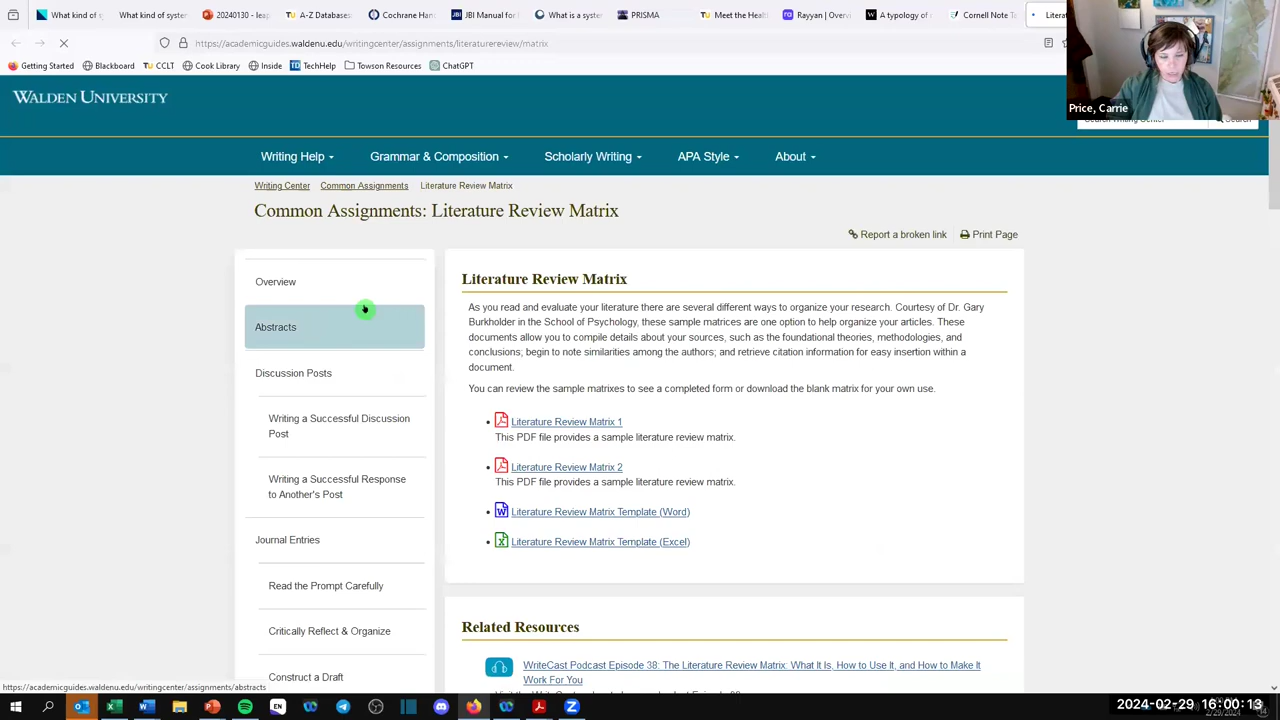 What kind of syster
What kind of syster
20240130 - leap
A-Z Databases
Cochrane Han
JBI Manual for
What is a syste
PRISMA
Meet the Health
Rayyan | Overv
A typology of
Cornell Note T
Litera
https://academicguides.waldenu.edu/writingcenter/assignments/literaturereview/matrix
Getting Started
Blackboard
TU CCLT
Cook Library
Inside
TD TechHelp
Towson Resources
ChatGPT
Price, Carrie
WALDEN UNIVERSITY
Search Writing Center
Search
Writing Help
Grammar & Composition
Scholarly Writing
APA Style
About
Writing Center
Common Assignments
Literature Review Matrix
Common Assignments: Literature Review Matrix
Report a broken link
Print Page
Overview
Abstracts
Discussion Posts
Writing a Successful Discussion
Post
Writing a Successful Response
to Another's Post
Journal Entries
Read the Prompt Carefully
Critically Reflect & Organize
Construct a Draft
Literature Review Matrix
As you read and evaluate your literature there are several different ways to organize your research. Courtesy of Dr. Gary
Burkholder in the School of Psychology, these sample matrices are one option to help organize your articles. These
documents allow you to compile details about your sources, such as the foundational theories, methodologies, and
conclusions; begin to note similarities among the authors; and retrieve citation information for easy insertion within a
document.
You can review the sample matrixes to see a completed form or download the blank matrix for your own use.
Literature Review Matrix 1
This PDF file provides a sample literature review matrix.
Literature Review Matrix 2
This PDF file provides a sample literature review matrix.
Literature Review Matrix Template (Word)
Literature Review Matrix Template (Excel)
Related Resources
WriteCast Podcast Episode 38: The Literature Review Matrix: What It Is, How to Use It, and How to Make It
Work For You
https://academicguides.waldenu.edu/writingcenter/assignments/abstracts
2024-02-29 16:00:13